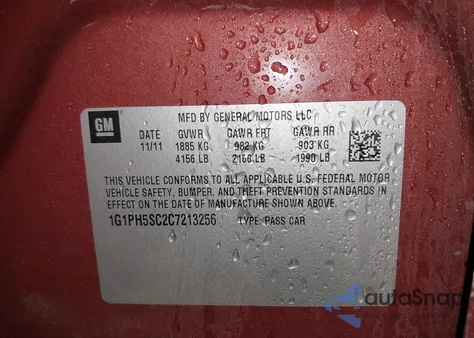 GM
MFD BY GENERAL MOTORS LLC
DATE GVWR GAWR FRT GAWR RR
11/11 1885 KG 982 KG 903 KG
4156 LB 2166 LB 1990 LB
THIS VEHICLE CONFORMS TO ALL APPLICABLE U.S. FEDERAL MOTOR
VEHICLE SAFETY, BUMPER, AND THEFT PREVENTION STANDARDS IN
EFFECT ON THE DATE OF MANUFACTURE SHOWN ABOVE.
1G1PH5SC2C7213256 TYPE: PASS CAR
autaSnap